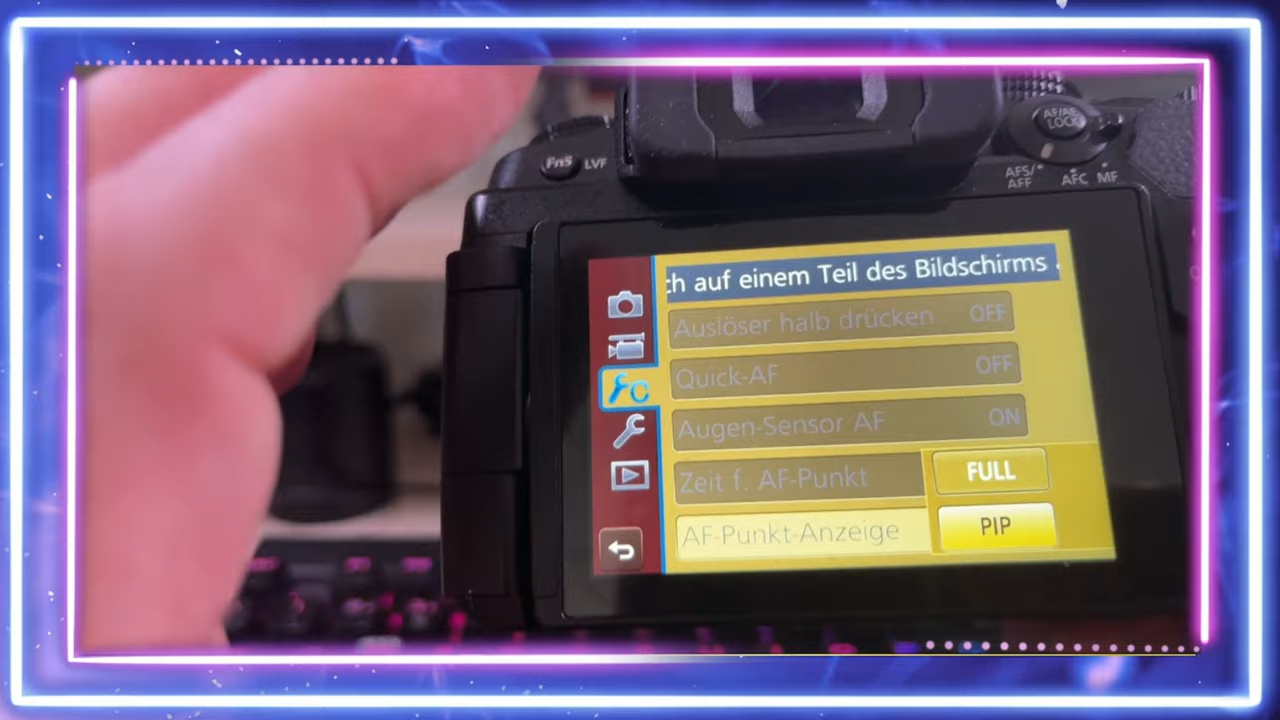 Fn5 LVF
AF/AE
LOCK
AFS/
AFF AFC MF
ch auf einem Teil des Bildschirms
Auslöser halb drücken OFF
Quick-AF OFF
Augen-Sensor AF ON
Zeit f. AF-Punkt
FULL
AF-Punkt-Anzeige PIP